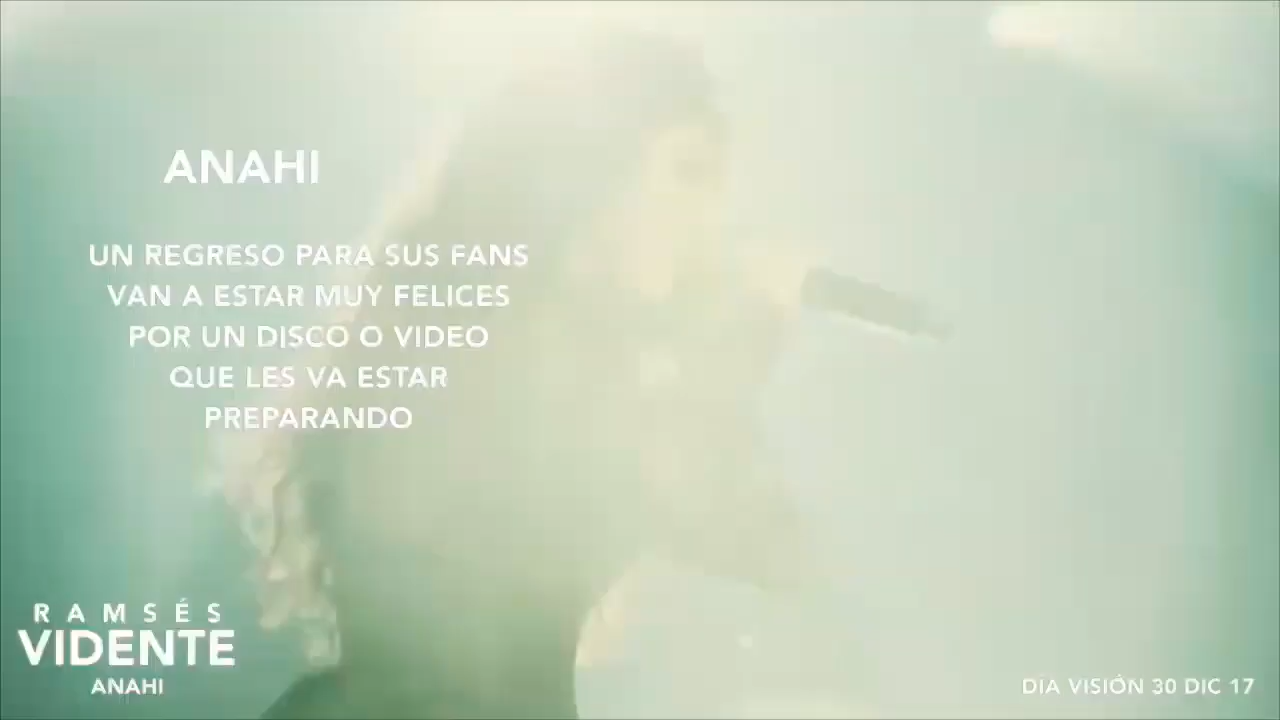 ANAHI
UN REGRESO PARA SUS FANS
VAN A ESTAR MUY FELICES
POR UN DISCO O VIDEO
QUE LES VA ESTAR
PREPARANDO
RAMSÉS
VIDENTE
ANAHI
DÍA VISIÓN 30 DIC 17